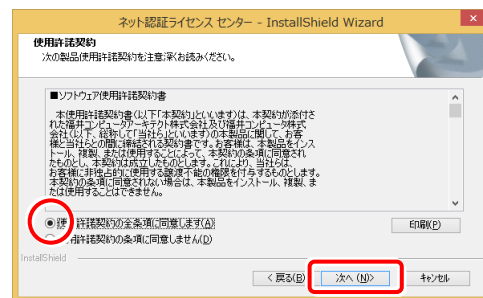 ネット認証ライセンス センター - InstallShield Wizard
使用許諾契約
次の製品使用許諾契約を注意深くお読みください。
■ソフトウェア使用許諾契約書
本使用許諾契約書(以下「本契約」といいます)は、本契約が添付さ
れた福井コンピュータアーキテクト株式会社及び福井コンピュータ株式
会社(以下、総称して「当社ら」といいます)の本製品に関して、お客
様と当社らとの間に締結される契約書です。お客様は、本製品をインス
トール、複製、または使用することによって、本契約の条項に同意され
たものとし、本契約は成立したものとします。これにより、当社らは、
お客様に非独占的に使用する譲渡不能の権限を付与するものとします。
本契約の条項に同意されない場合は、本製品をインストール、複製、ま
たは使用することはできません。
使 許諾契約の全条項に同意します(A)
用許諾契約の条項に同意しません(D)
印刷(P)
InstallShield
< 戻る(B)
次へ (N)>
キャンセル